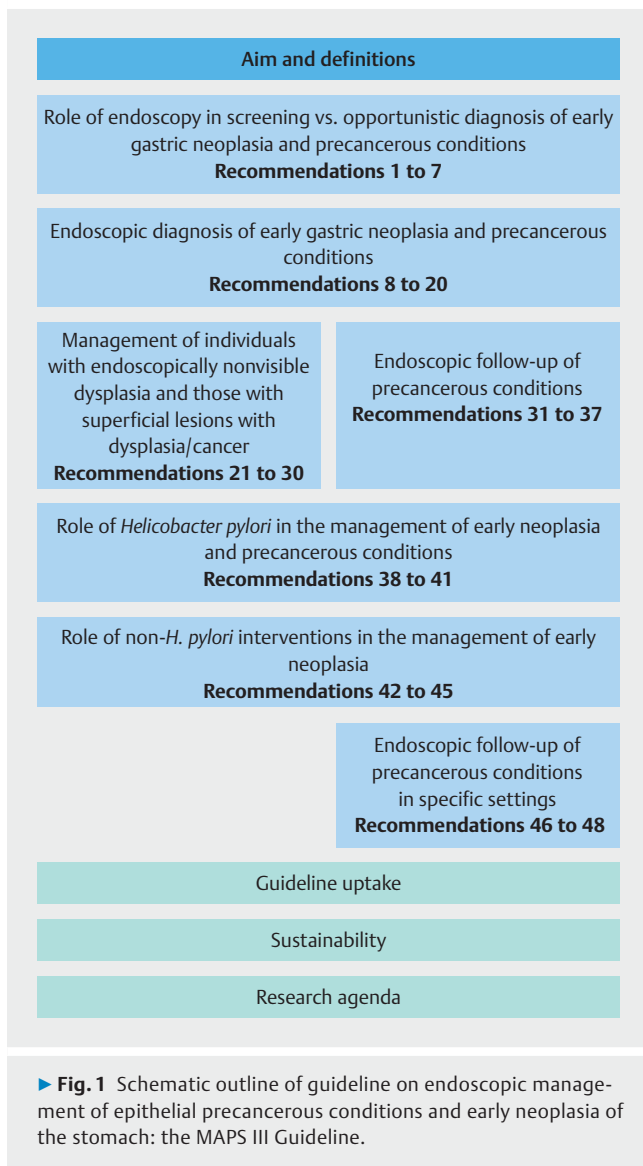 Aim and definitions
Role of endoscopy in screening vs. opportunistic diagnosis of early
gastric neoplasia and precancerous conditions
Recommendations 1 to 7
Endoscopic diagnosis of early gastric neoplasia and precancerous
conditions
Recommendations 8 to 20
Management of individuals
with endoscopically nonvisible
dysplasia and those with
superficial lesions with
dysplasia/cancer
Recommendations 21 to 30
Endoscopic follow-up of
precancerous conditions
Recommendations 31 to 37
Role of Helicobacter pylori in the management of early neoplasia
and precancerous conditions
Recommendations 38 to 41
Role of non-H. pylori interventions in the management of early
neoplasia
Recommendations 42 to 45
Endoscopic follow-up of
precancerous conditions
in specific settings
Recommendations 46 to 48
Guideline uptake
Sustainability
Research agenda
▶ Fig. 1 Schematic outline of guideline on endoscopic manage-
ment of epithelial precancerous conditions and early neoplasia of
the stomach: the MAPS III Guideline.